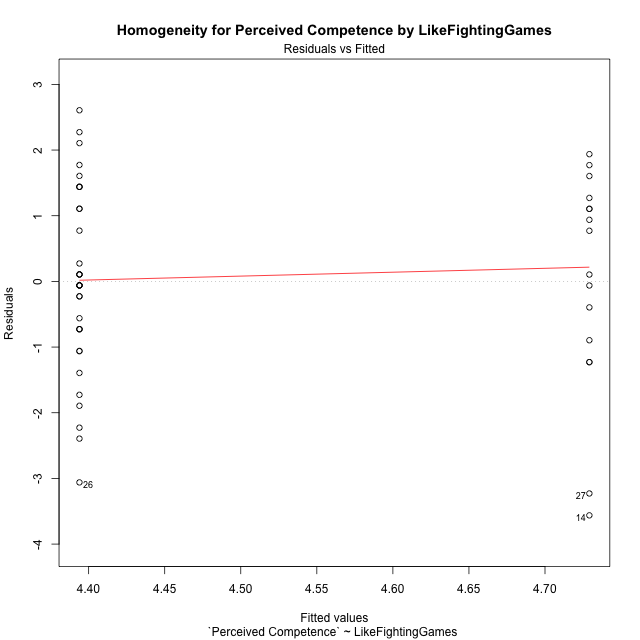 Homogeneity for Perceived Competence by LikeFightingGames
Residuals vs Fitted
3
2
1
0
-1
-2
-3
-4
Residuals
26
27
14
4.40 4.45 4.50 4.55 4.60 4.65 4.70
Fitted values
`Perceived Competence` ~ LikeFightingGames